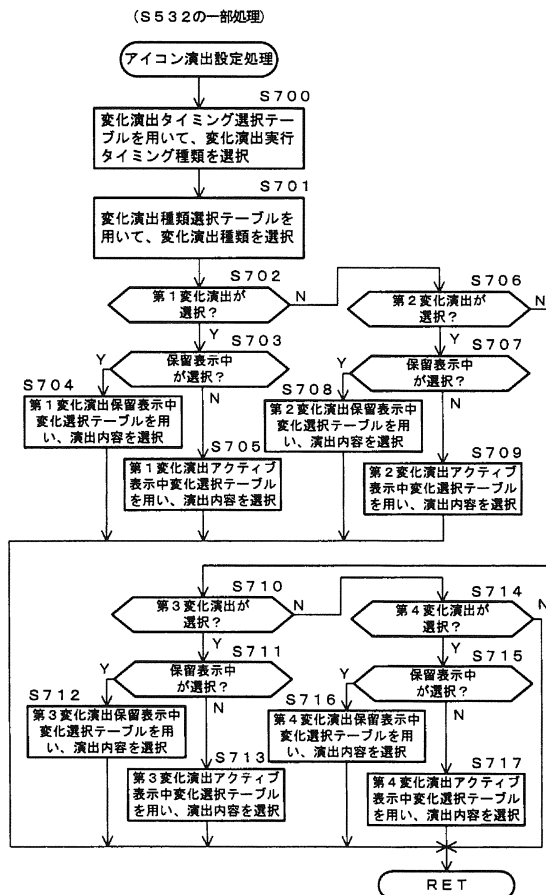 (S532の一部処理)
アイコン演出設定処理
S700
変化演出タイミング選択テー
ブルを用いて、変化演出実行
タイミング種類を選択
S701
変化演出種類選択テーブルを
用いて、変化演出種類を選択
S702
第1変化演出が
選択?
N
Y
S706
第2変化演出が
選択?
N
Y
S703
保留表示中
が選択?
Y
N
S707
保留表示中
が選択?
Y
N
S704
第1変化演出保留表示中
変化選択テーブルを用
い、演出内容を選択
S705
第1変化演出アクティブ
表示中変化選択テーブル
を用い、演出内容を選択
S708
第2変化演出保留表示中
変化選択テーブルを用
い、演出内容を選択
S709
第2変化演出アクティブ
表示中変化選択テーブル
を用い、演出内容を選択
S710
第3変化演出が
選択?
N
Y
S714
第4変化演出が
選択?
N
Y
S711
保留表示中
が選択?
Y
N
S715
保留表示中
が選択?
Y
N
S712
第3変化演出保留表示中
変化選択テーブルを用
い、演出内容を選択
S713
第3変化演出アクティブ
表示中変化選択テーブル
を用い、演出内容を選択
S716
第4変化演出保留表示中
変化選択テーブルを用
い、演出内容を選択
S717
第4変化演出アクティブ
表示中変化選択テーブル
を用い、演出内容を選択
RET